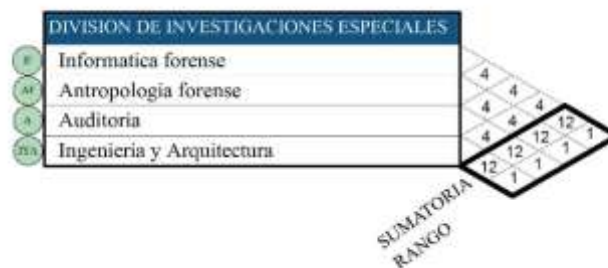 DIVISION DE INVESTIGACIONES ESPECIALES
Informatica forense
AF Antropologia forense
A Auditoria
Ingenieria y Arquitectura
4
4 4
4 4 4
4 4 12 1
12 12 12 1
1 1 1
SUMATORIA
RANGO